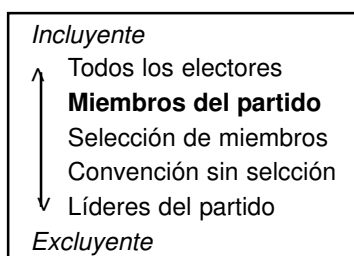 Incluyente
Todos los electores
Miembros del partido
Selección de miembros
Convención sin selcción
Líderes del partido
Excluyente